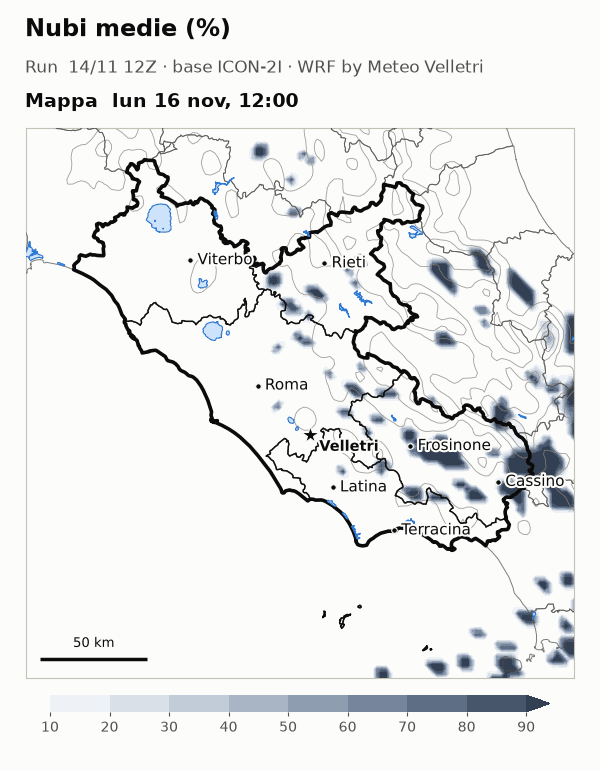 Nubi medie (%)
Run  14/11 12Z · base ICON-2I · WRF by Meteo Velletri
Mappa  lun 16 nov, 12:00
Viterbo
Rieti
Roma
Velletri
Frosinone
Latina
Cassino
Terracina
50 km
10 20 30 40 50 60 70 80 90